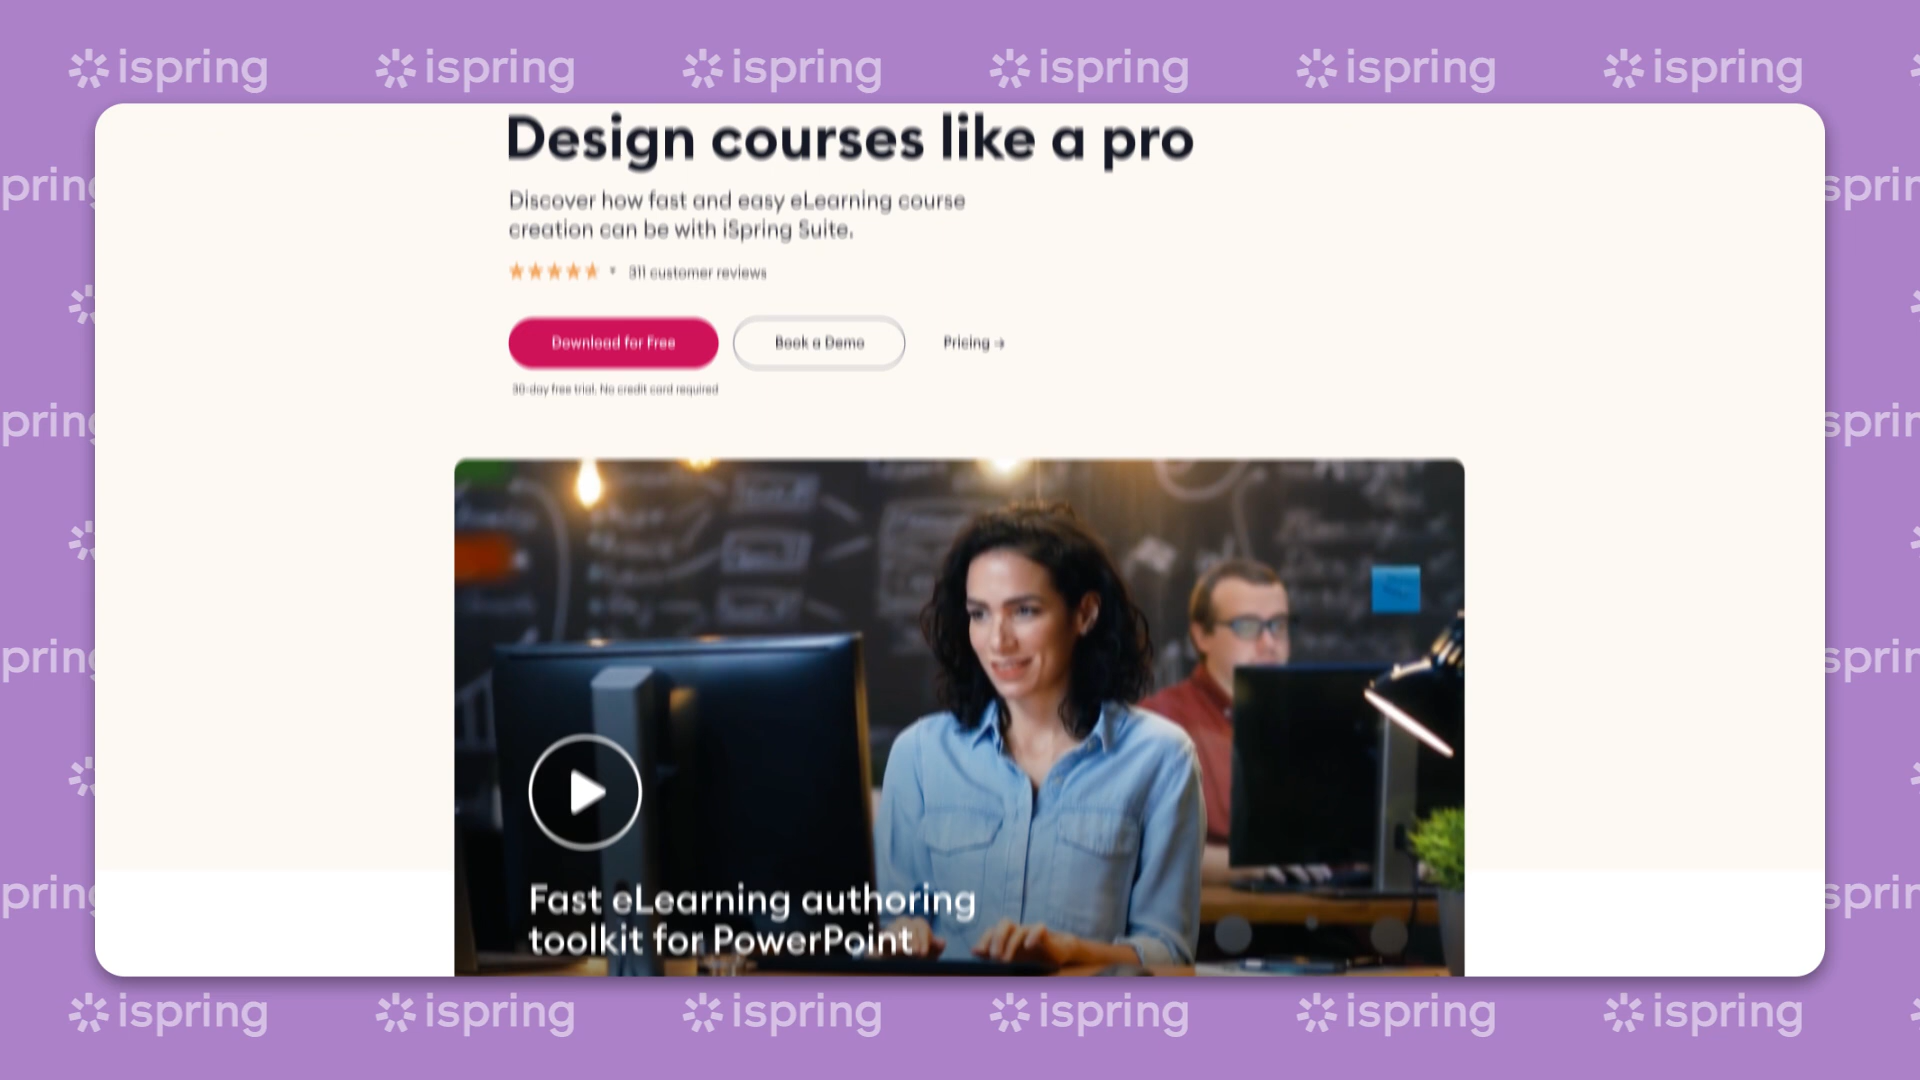 ispring ispring ispring ispring ispring ispring
Design courses like a pro
Discover how fast and easy eLearning course
creation can be with iSpring Suite.
311 customer reviews
Download for Free Book a Demo Pricing →
30-day free trial. No credit card required
Fast eLearning authoring
toolkit for PowerPoint
ispring ispring ispring ispring ispring ispring